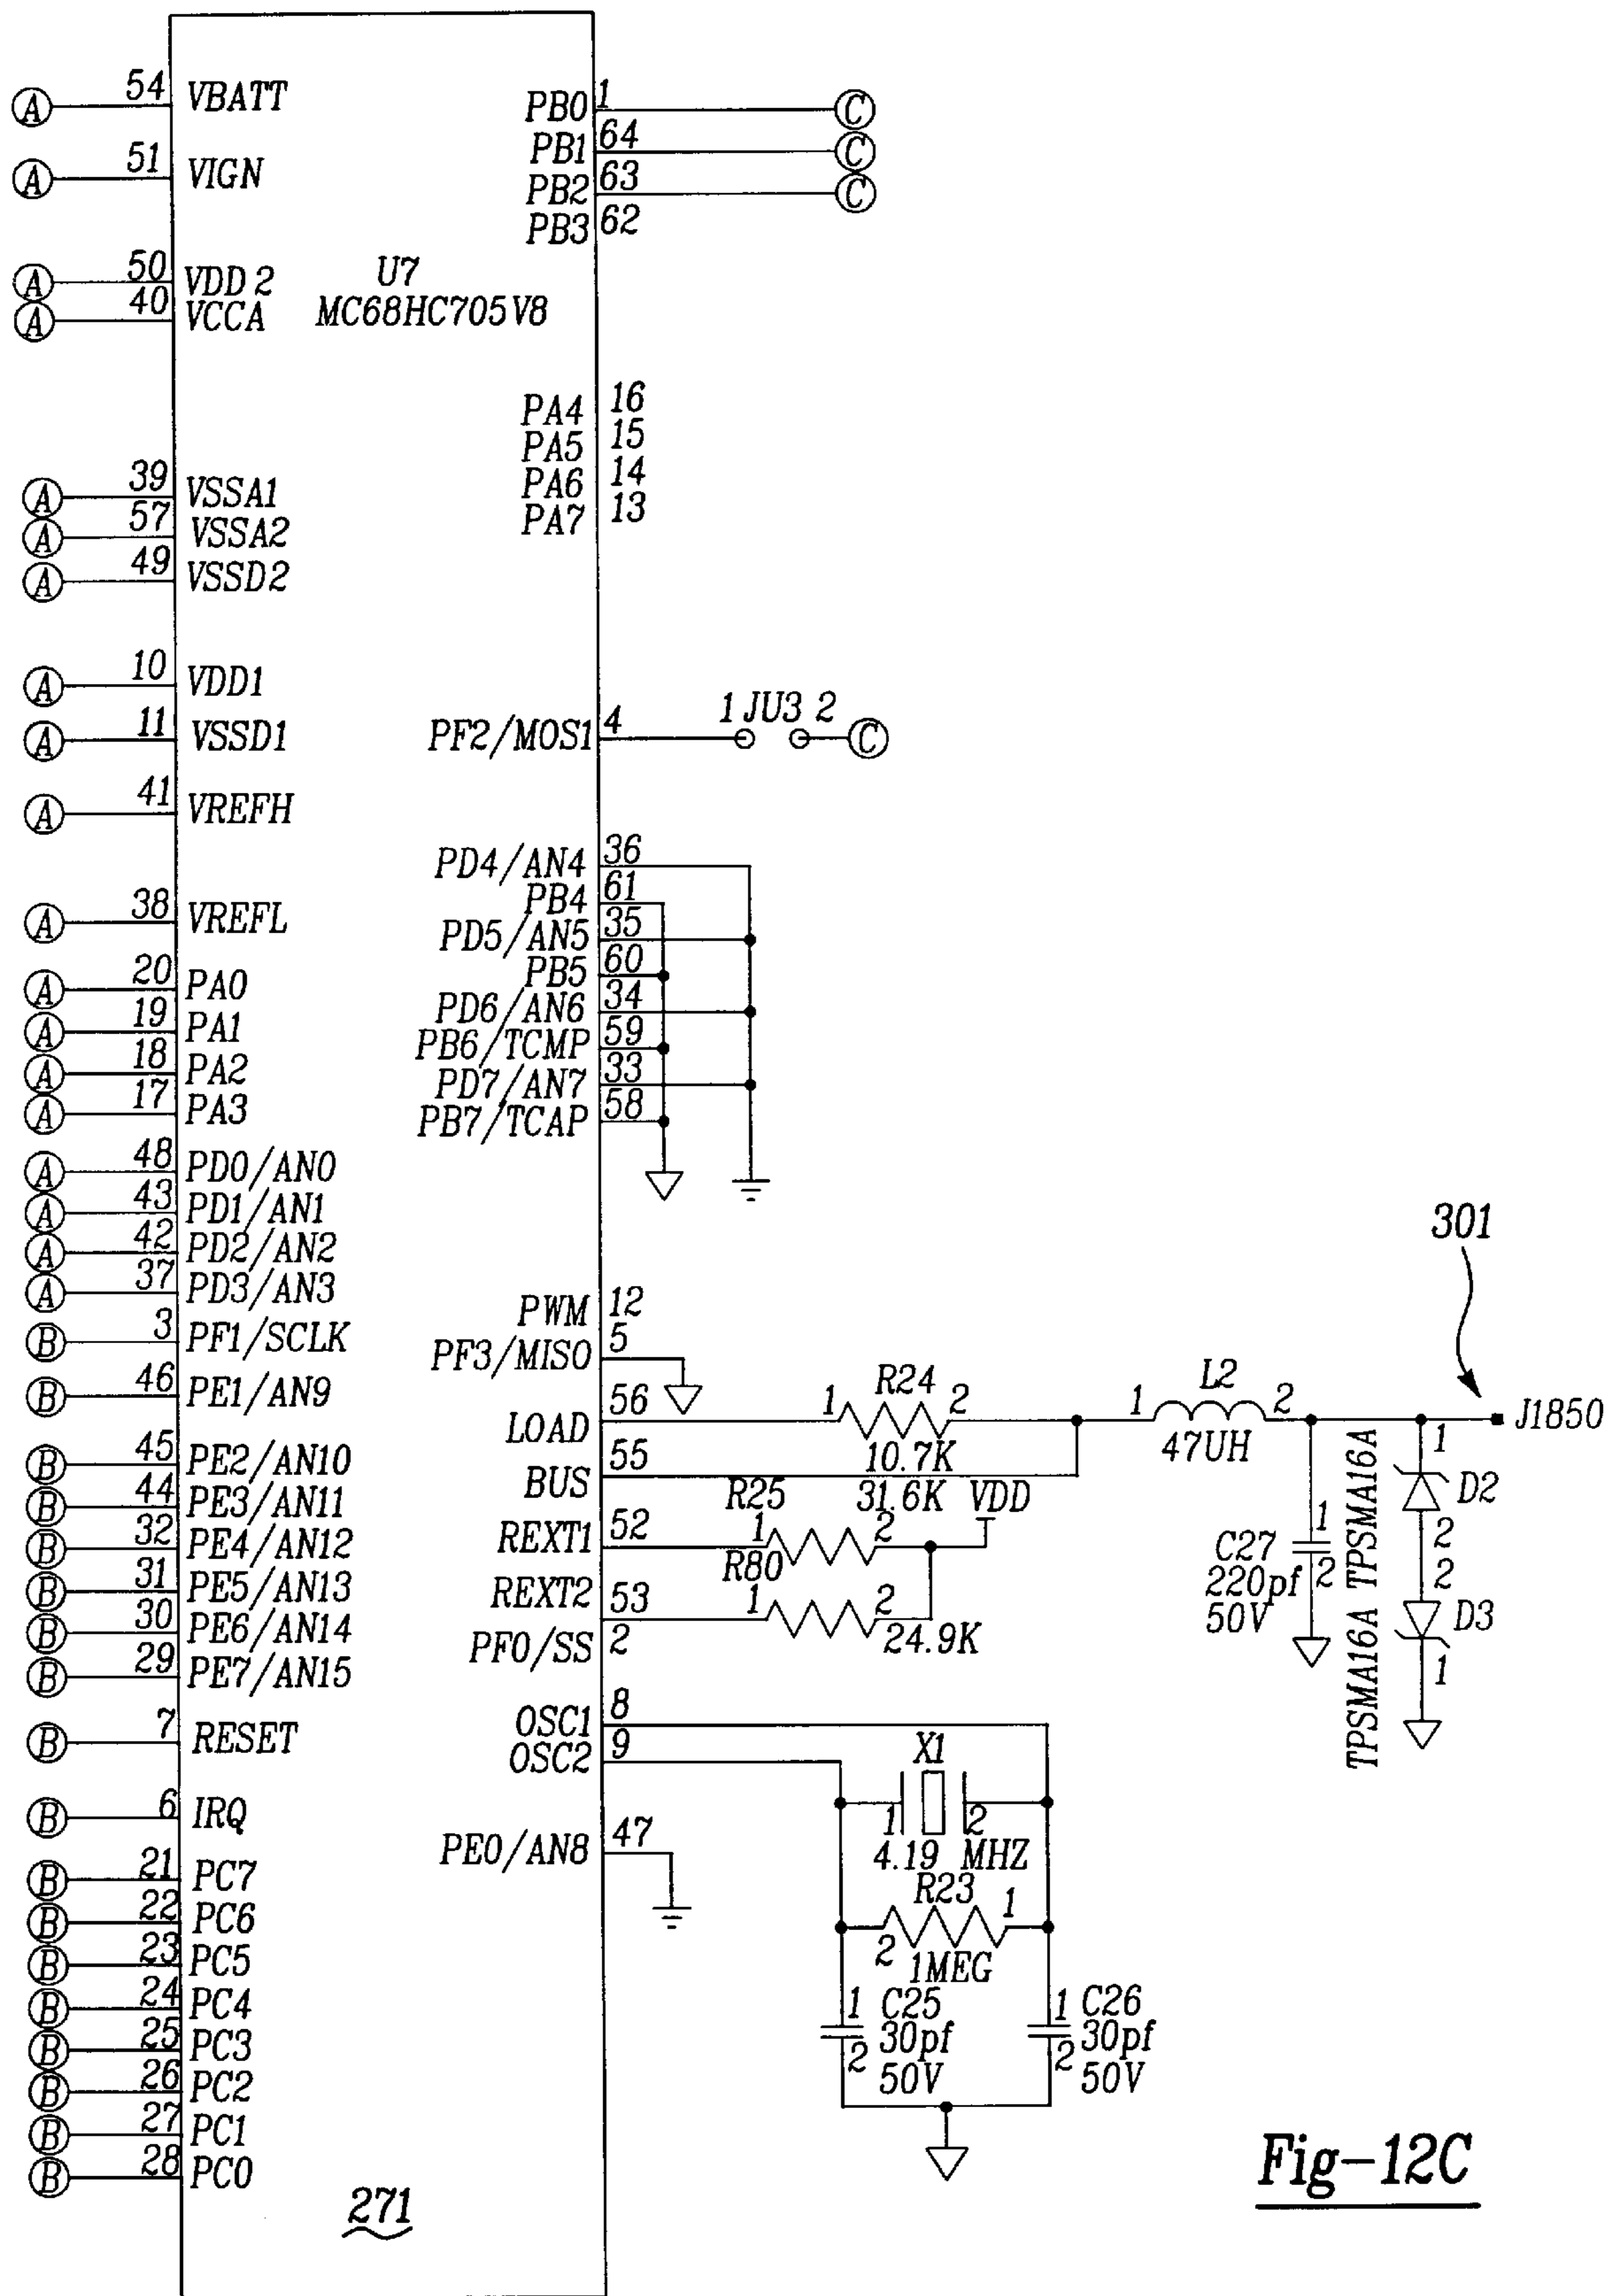 A 54 VBATT
A 51 VIGN
A 50 VDD2
A 40 VCCA
A 39 VSSA1
A 57 VSSA2
A 49 VSSD2
A 10 VDD1
A 11 VSSD1
A 41 VREFH
A 38 VREFL
A 20 PA0
A 19 PA1
A 18 PA2
A 17 PA3
A 48 PD0/AN0
A 43 PD1/AN1
A 42 PD2/AN2
A 37 PD3/AN3
B 3 PF1/SCLK
B 46 PE1/AN9
B 45 PE2/AN10
B 44 PE3/AN11
B 32 PE4/AN12
B 31 PE5/AN13
B 30 PE6/AN14
B 29 PE7/AN15
B 7 RESET
B 6 IRQ
B 21 PC7
B 22 PC6
B 23 PC5
B 24 PC4
B 25 PC3
B 26 PC2
B 27 PC1
B 28 PC0
U7
MC68HC705V8
271
PB0 1 C
PB1 64 C
PB2 63 C
PB3 62
PA4 16
PA5 15
PA6 14
PA7 13
PF2/MOS1 4 1 JU3 2 C
PD4/AN4 36
PB4 61
PD5/AN5 35
PB5 60
PD6/AN6 34
PB6/TCMP 59
PD7/AN7 33
PB7/TCAP 58
PWM 12
PF3/MISO 5
LOAD 56
BUS 55
REXT1 52
REXT2 53
PF0/SS 2
OSC1 8
OSC2 9
PE0/AN8 47
1 R24 2
10.7K
R25 31.6K VDD
1 2
R80
1 2
24.9K
1 L2 2
47UH
301
J1850
1
C27
220pf 2
50V
TPSMA16A TPSMA16A
1
D2
2
2
D3
1
X1
1 2
4.19 MHZ
R23
2 1
1MEG
1 C25
30pf
2 50V
1 C26
30pf
2 50V
Fig-12C